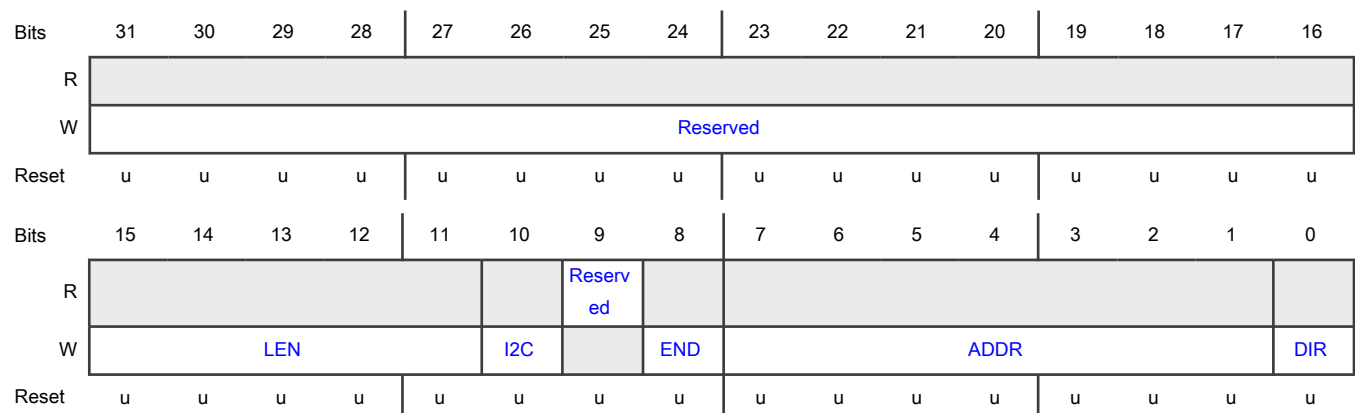 Bits 31 30 29 28 27 26 25 24 23 22 21 20 19 18 17 16
R
W Reserved
Reset u u u u u u u u u u u u u u u u
Bits 15 14 13 12 11 10 9 8 7 6 5 4 3 2 1 0
R Reserv
ed
W LEN I2C END ADDR DIR
Reset u u u u u u u u u u u u u u u u